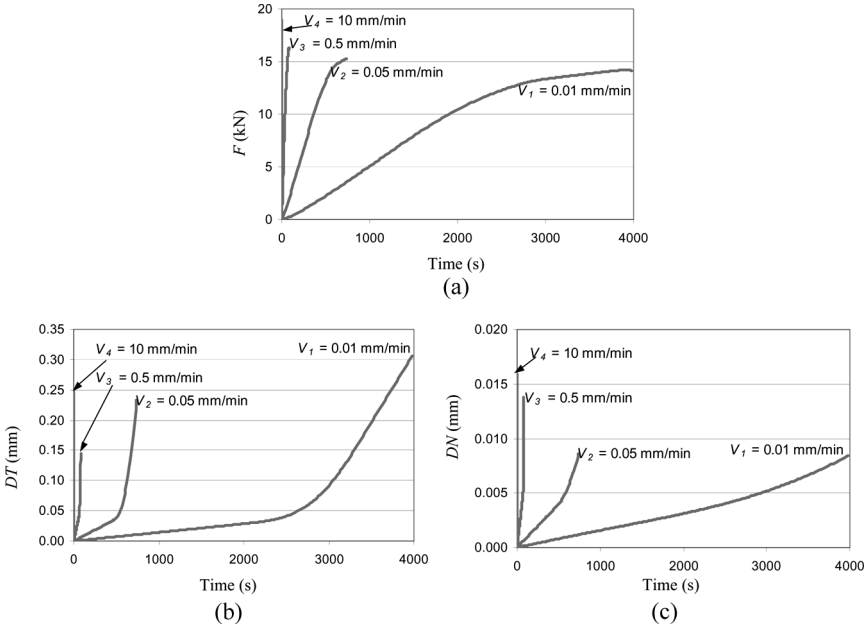 20
15
10
5
0
F (kN)
V4 = 10 mm/min
V3 = 0.5 mm/min
V2 = 0.05 mm/min
V1 = 0.01 mm/min
0 1000 2000 3000 4000
Time (s)
(a)
0.35
0.30
0.25
0.20
0.15
0.10
0.05
0.00
DT (mm)
V4 = 10 mm/min
V1 = 0.01 mm/min
V3 = 0.5 mm/min
V2 = 0.05 mm/min
0 1000 2000 3000 4000
Time (s)
(b)
0.020
0.015
0.010
0.005
0.000
DN (mm)
V4 = 10 mm/min
V3 = 0.5 mm/min
V2 = 0.05 mm/min
V1 = 0.01 mm/min
0 1000 2000 3000 4000
Time (s)
(c)